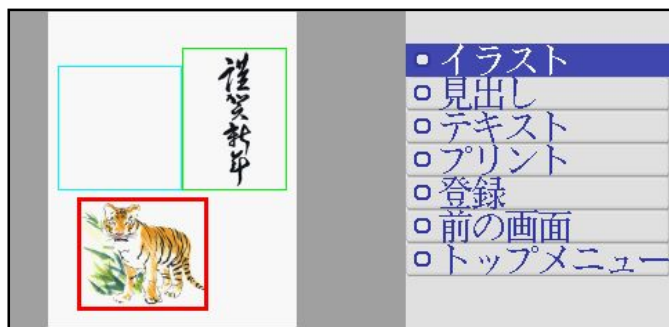 謹賀新年
イラスト
見出し
テキスト
プリント
登録
前の画面
トップメニュー